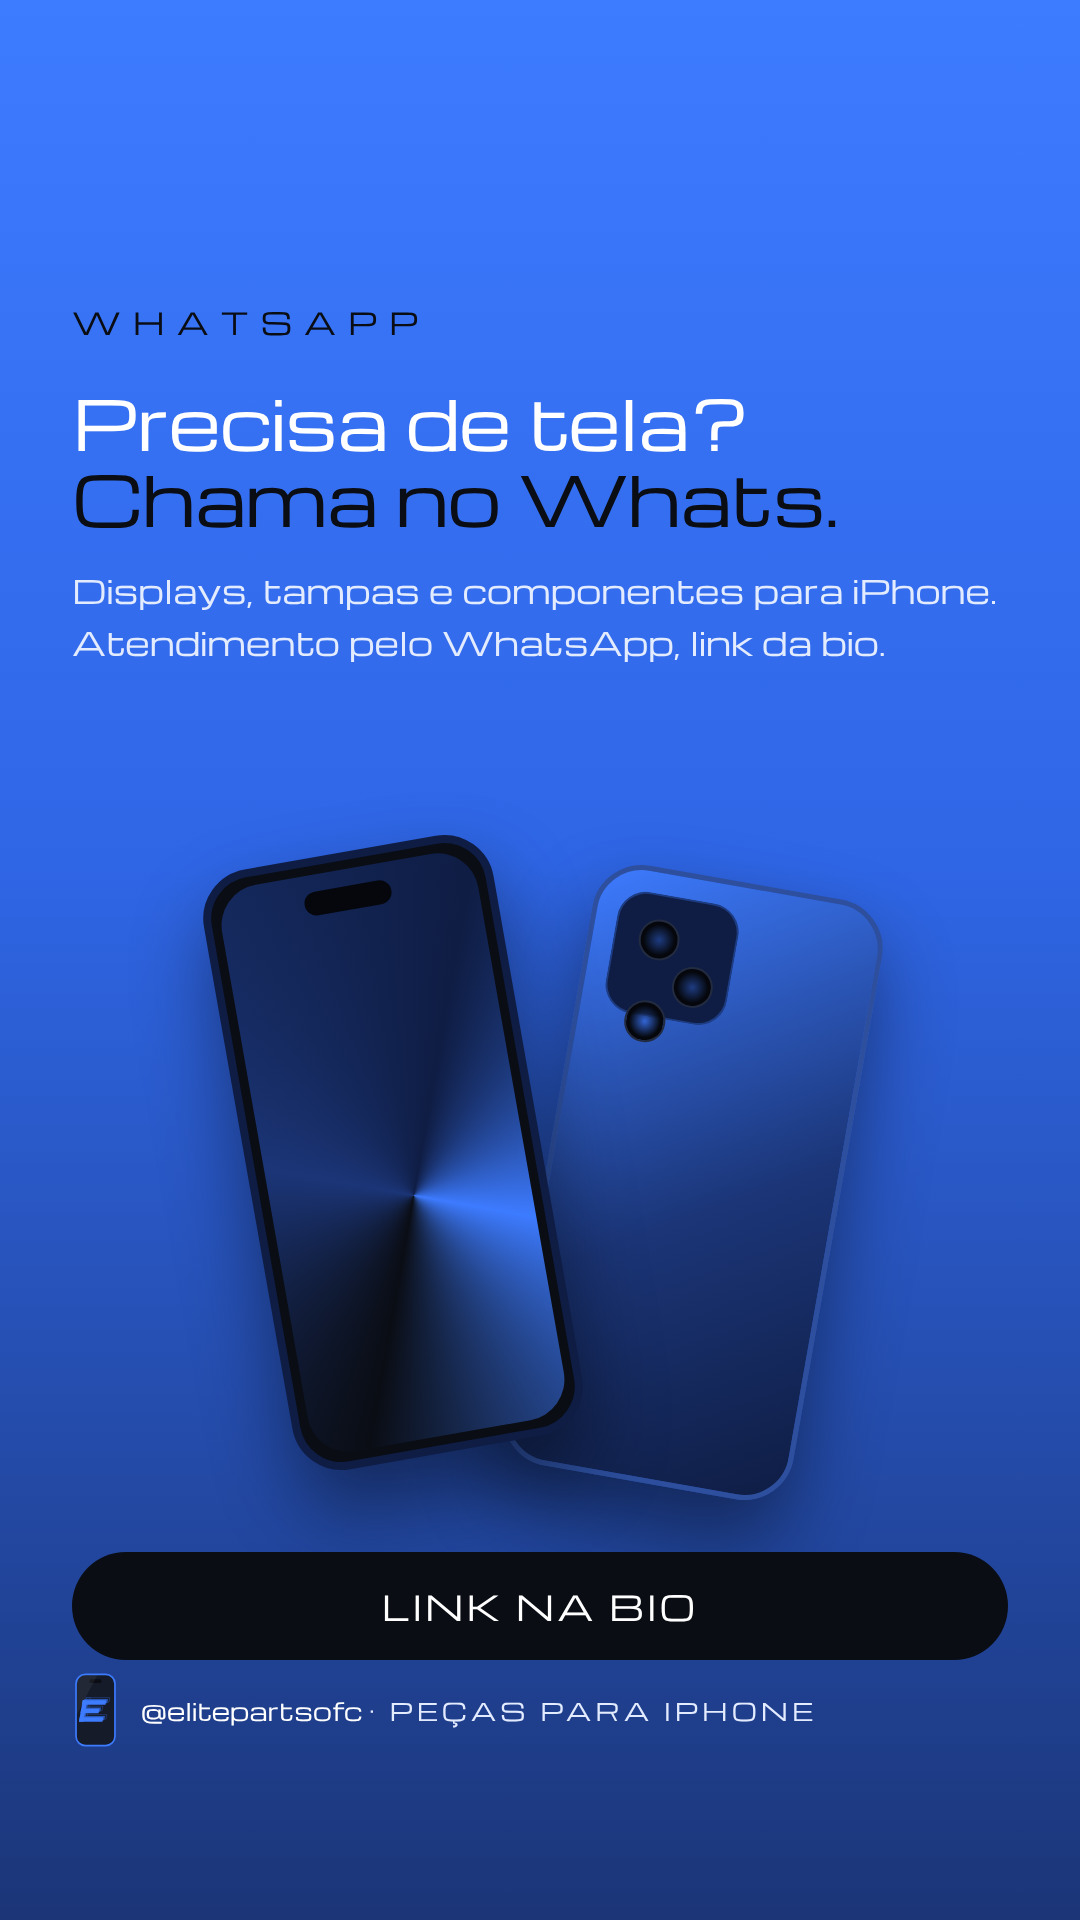 WHATSAPP
Precisa de tela?
Chama no Whats.
Displays, tampas e componentes para iPhone.
Atendimento pelo WhatsApp, link da bio.
LINK NA BIO
E
@elitepartsofc · PEÇAS PARA IPHONE